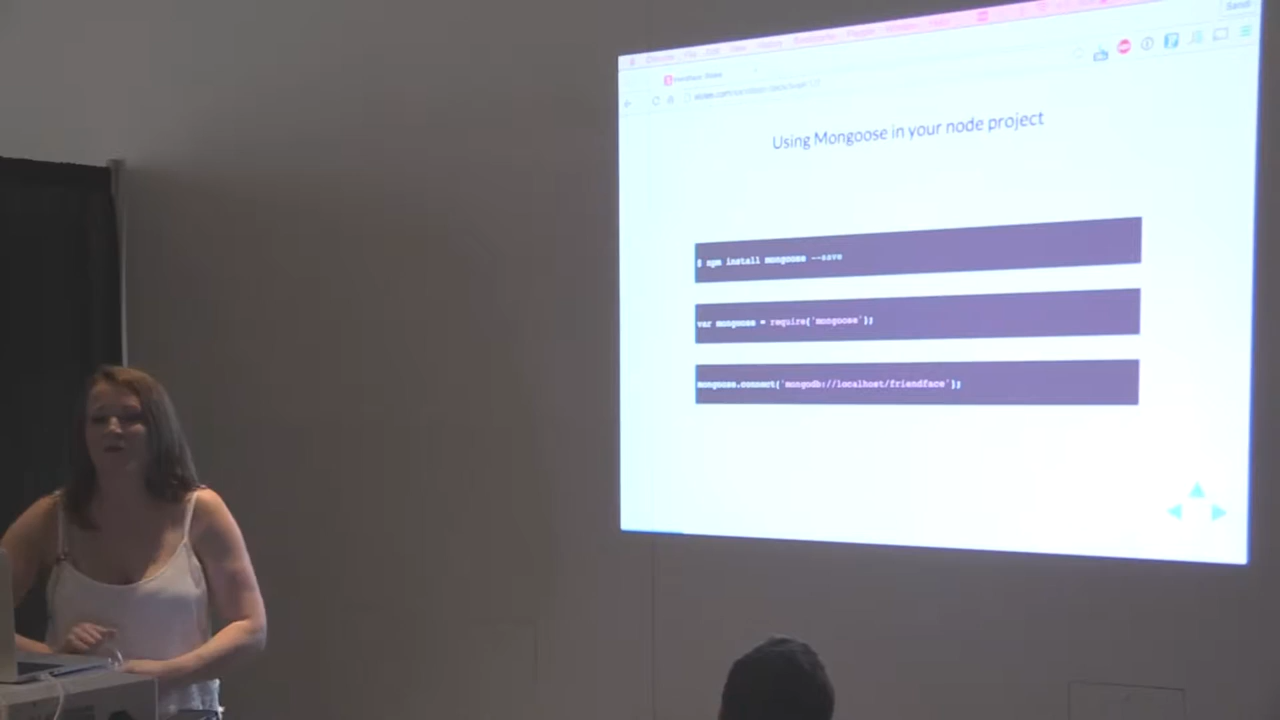 Using Mongoose in your node project
$ npm install mongoose --save
var mongoose = require('mongoose');
mongoose.connect('mongodb://localhost/friendface');